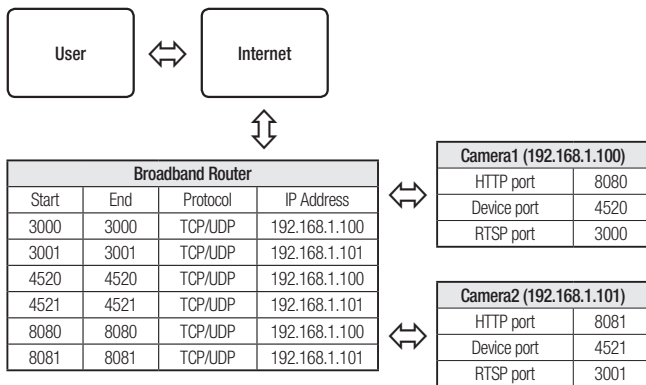 User
Internet
Broadband Router
Start End Protocol IP Address
3000 3000 TCP/UDP 192.168.1.100
3001 3001 TCP/UDP 192.168.1.101
4520 4520 TCP/UDP 192.168.1.100
4521 4521 TCP/UDP 192.168.1.101
8080 8080 TCP/UDP 192.168.1.100
8081 8081 TCP/UDP 192.168.1.101
Camera1 (192.168.1.100)
HTTP port 8080
Device port 4520
RTSP port 3000
Camera2 (192.168.1.101)
HTTP port 8081
Device port 4521
RTSP port 3001